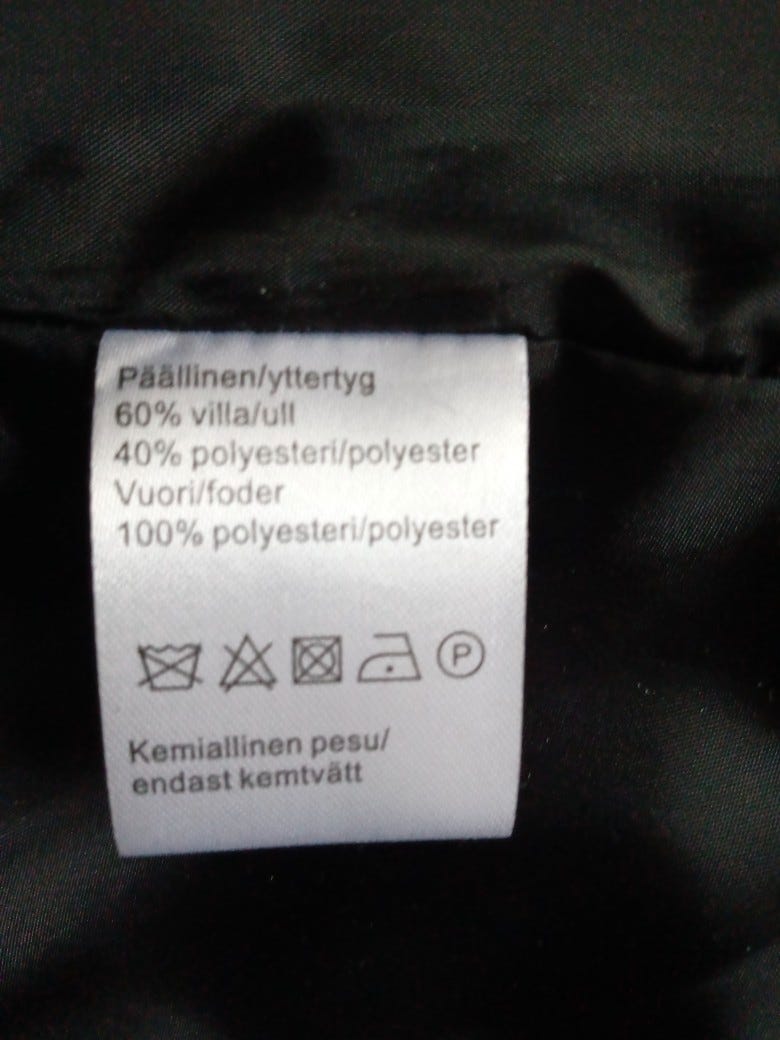 Päällinen/yttertyg
60% villa/ull
40% polyesteri/polyester
Vuori/foder
100% polyesteri/polyester
P
Kemiallinen pesu/
endast kemtvätt